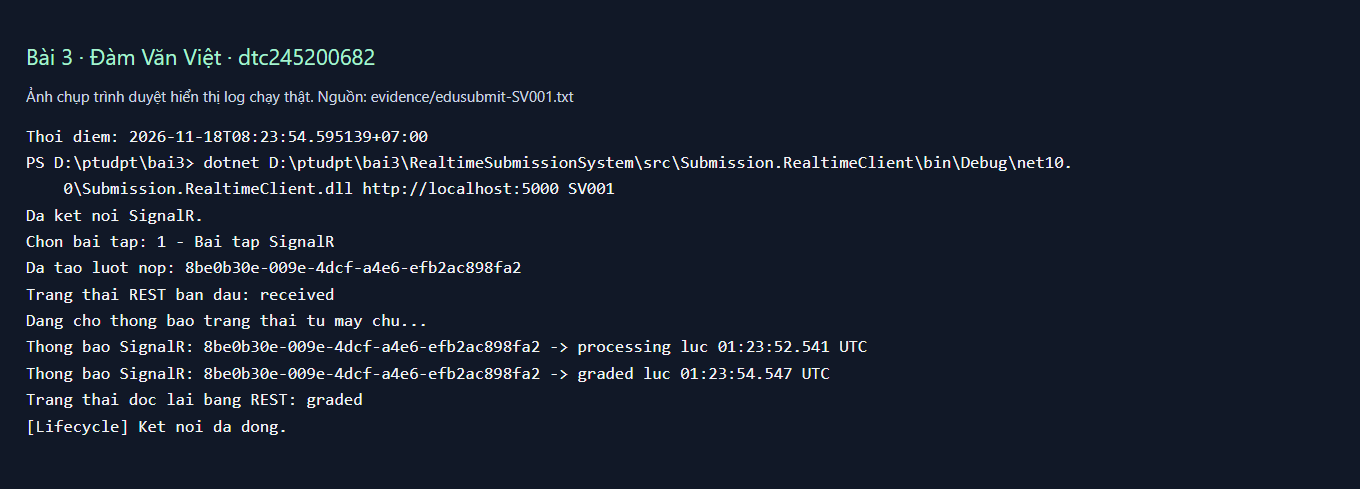 Bài 3 · Đàm Văn Việt · dtc245200682
Ảnh chụp trình duyệt hiển thị log chạy thật. Nguồn: evidence/edusubmit-SV001.txt
Thoi diem: 2026-11-18T08:23:54.595139+07:00
PS D:\ptudpt\bai3> dotnet D:\ptudpt\bai3\RealtimeSubmissionSystem\src\Submission.RealtimeClient\bin\Debug\net10.
0\Submission.RealtimeClient.dll http://localhost:5000 SV001
Da ket noi SignalR.
Chon bai tap: 1 - Bai tap SignalR
Da tao luot nop: 8be0b30e-009e-4dcf-a4e6-efb2ac898fa2
Trang thai REST ban dau: received
Dang cho thong bao trang thai tu may chu...
Thong bao SignalR: 8be0b30e-009e-4dcf-a4e6-efb2ac898fa2 -> processing luc 01:23:52.541 UTC
Thong bao SignalR: 8be0b30e-009e-4dcf-a4e6-efb2ac898fa2 -> graded luc 01:23:54.547 UTC
Trang thai doc lai bang REST: graded
[Lifecycle] Ket noi da dong.